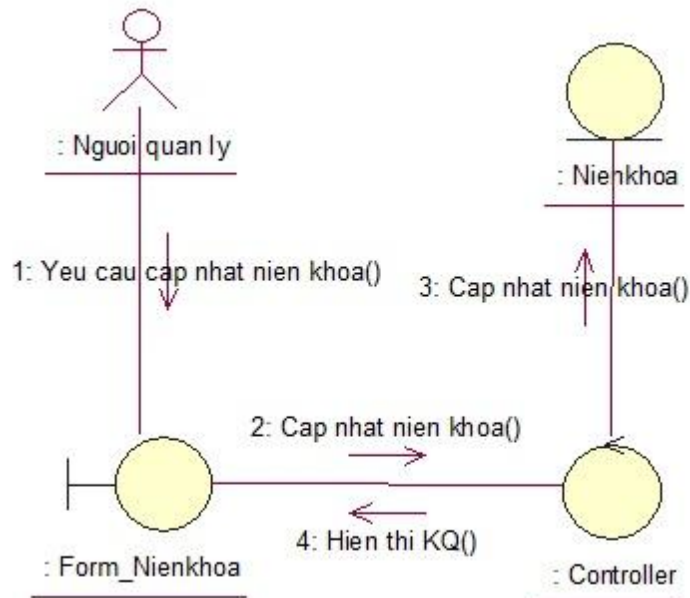 : Nguoi quan ly
: Nienkhoa
1: Yeu cau cap nhat nien khoa()
3: Cap nhat nien khoa()
2: Cap nhat nien khoa()
4: Hien thi KQ()
: Form_Nienkhoa
: Controller